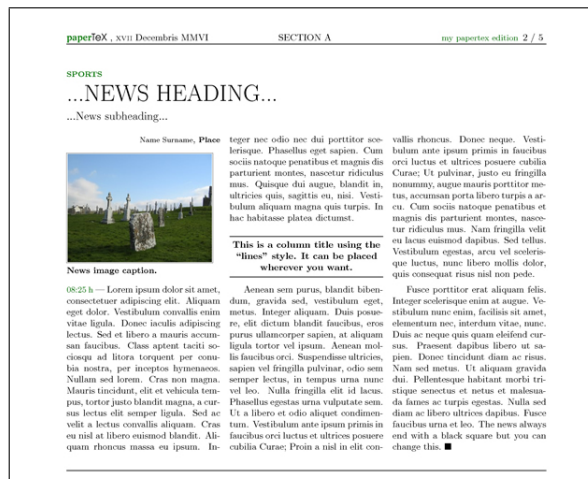 paperTeX , XVII Decembris MMVI SECTION A my papertex edition 2 / 5
SPORTS
...NEWS HEADING...
...News subheading...
Name Surname, Place
News image caption.
08:25 h — Lorem ipsum dolor sit amet,
consectetuer adipiscing elit. Aliquam
eget dolor. Vestibulum convallis enim
vitae ligula. Donec iaculis adipiscing
lectus. Sed et libero a mauris accum-
san faucibus. Class aptent taciti so-
ciosqu ad litora torquent per conu-
bia nostra, per inceptos hymenaeos.
Nullam sed lorem. Cras non magna.
Mauris tincidunt, elit et vehicula tem-
pus, tortor justo blandit magna, a cur-
sus lectus elit semper ligula. Sed ac
velit a lectus convallis aliquam. Cras
eu nisl at libero euismod blandit. Ali-
quam rhoncus massa eu ipsum. In-
teger nec odio nec dui porttitor sce-
lerisque. Phasellus eget sapien. Cum
sociis natoque penatibus et magnis dis
parturient montes, nascetur ridiculus
mus. Quisque dui augue, blandit in,
ultricies quis, sagittis eu, nisi. Vesti-
bulum aliquam magna quis turpis. In
hac habitasse platea dictumst.
This is a column title using the
“lines” style. It can be placed
wherever you want.
Aenean sem purus, blandit biben-
dum, gravida sed, vestibulum eget,
metus. Integer aliquam. Duis posue-
re, elit dictum blandit faucibus, eros
purus ullamcorper sapien, at aliquam
ligula tortor vel ipsum. Aenean mol-
lis faucibus orci. Suspendisse ultricies,
sapien vel fringilla pulvinar, odio sem
semper lectus, in tempus urna nunc
vel leo. Nulla fringilla elit id lacus.
Phasellus egestas urna vulputate sem.
Ut a libero et odio aliquet condimen-
tum. Vestibulum ante ipsum primis in
faucibus orci luctus et ultrices posuere
cubilia Curae; Proin a nisl in elit con-
vallis rhoncus. Donec neque. Vesti-
bulum ante ipsum primis in faucibus
orci luctus et ultrices posuere cubilia
Curae; Ut pulvinar, justo eu fringilla
nonummy, augue mauris porttitor me-
tus, accumsan porta libero turpis a ar-
cu. Cum sociis natoque penatibus et
magnis dis parturient montes, nasce-
tur ridiculus mus. Nam fringilla velit
eu lacus euismod dapibus. Sed tellus.
Vestibulum egestas, arcu vel sceleris-
que luctus, nunc libero mollis dolor,
quis consequat risus nisl non pede.
Fusce porttitor erat aliquam felis.
Integer scelerisque enim at augue. Ve-
stibulum nunc enim, facilisis sit amet,
elementum nec, interdum vitae, nunc.
Duis ac neque quis quam eleifend cur-
sus. Praesent dapibus libero ut sa-
pien. Donec tincidunt diam ac risus.
Nam sed metus. Ut aliquam gravida
dui. Pellentesque habitant morbi tri-
stique senectus et netus et malesua-
da fames ac turpis egestas. Nulla sed
diam ac libero ultrices dapibus. Fusce
faucibus urna et leo. The news always
end with a black square but you can
change this. ■